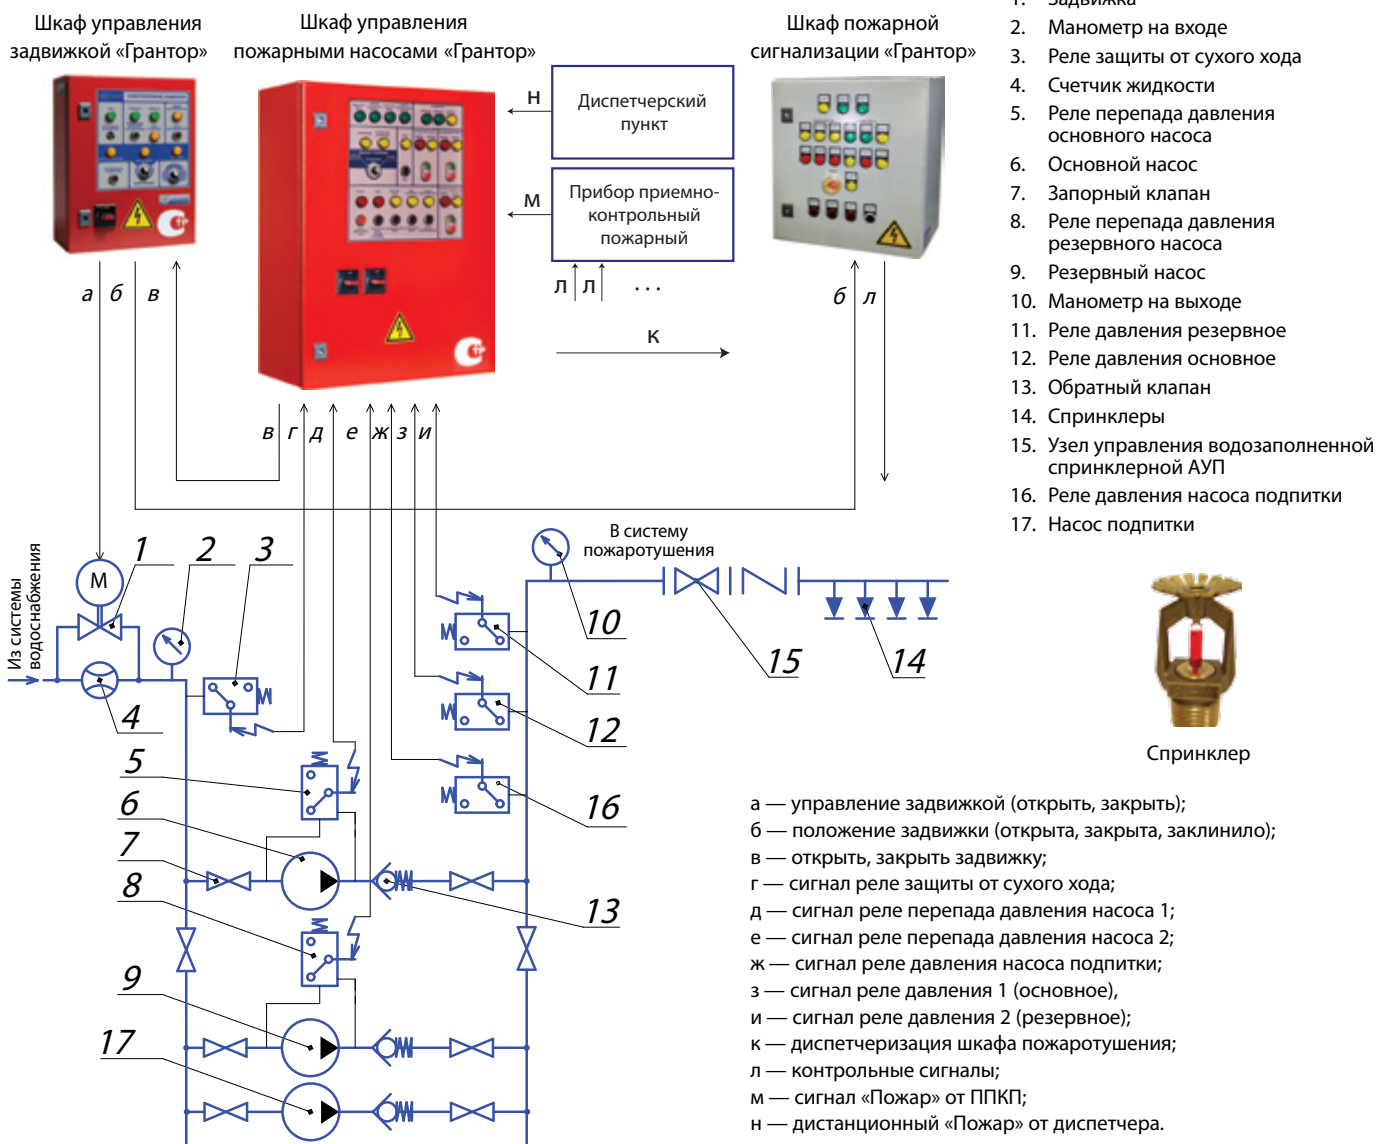 Шкаф управления
задвижкой «Грантор»
Шкаф управления
пожарными насосами «Грантор»
Шкаф пожарной
сигнализации «Грантор»
Диспетчерский
пункт
Прибор приемно-
контрольный
пожарный
н
м
л л ...
к
а б в
б л
в г д е ж з и
1. Задвижка
2. Манометр на входе
3. Реле защиты от сухого хода
4. Счетчик жидкости
5. Реле перепада давления
основного насоса
6. Основной насос
7. Запорный клапан
8. Реле перепада давления
резервного насоса
9. Резервный насос
10. Манометр на выходе
11. Реле давления резервное
12. Реле давления основное
13. Обратный клапан
14. Спринклеры
15. Узел управления водозаполненной
спринклерной АУП
16. Реле давления насоса подпитки
17. Насос подпитки
Из системы
водоснабжения
М
1
2
3
4
5
6
7
8
9
17
В систему
пожаротушения
10
11
12
16
13
15
14
Спринклер
а — управление задвижкой (открыть, закрыть);
б — положение задвижки (открыта, закрыта, заклинило);
в — открыть, закрыть задвижку;
г — сигнал реле защиты от сухого хода;
д — сигнал реле перепада давления насоса 1;
е — сигнал реле перепада давления насоса 2;
ж — сигнал реле давления насоса подпитки;
з — сигнал реле давления 1 (основное),
и — сигнал реле давления 2 (резервное);
к — диспетчеризация шкафа пожаротушения;
л — контрольные сигналы;
м — сигнал «Пожар» от ППКП;
н — дистанционный «Пожар» от диспетчера.